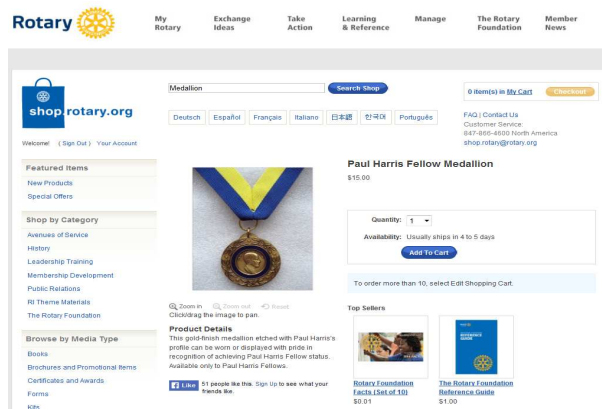 Rotary
My Rotary
Exchange Ideas
Take Action
Learning & Reference
Manage
The Rotary Foundation
Member News
shop.rotary.org
Welcome! ( Sign Out ) Your Account
Medallion
Search Shop
Deutsch Español Français Italiano 日本語 한국어 Português
0 item(s) in My Cart Checkout
FAQ | Contact Us
Customer Service:
847-866-4600 North America
shop.rotary@rotary.org
Featured Items
New Products
Special Offers
Shop by Category
Avenues of Service
History
Leadership Training
Membership Development
Public Relations
RI Theme Materials
The Rotary Foundation
Browse by Media Type
Books
Brochures and Promotional Items
Certificates and Awards
Forms
Kits
Zoom in Zoom out Reset
Click/drag the image to pan.
Product Details
This gold-finish medallion etched with Paul Harris's
profile can be worn or displayed with pride in
recognition of achieving Paul Harris Fellow status.
Available only to Paul Harris Fellows.
Like 51 people like this. Sign Up to see what your
friends like.
Paul Harris Fellow Medallion
$15.00
Quantity: 1
Availability: Usually ships in 4 to 5 days
Add To Cart
To order more than 10, select Edit Shopping Cart.
Top Sellers
REFERENCE
GUIDE
Rotary Foundation
Facts (Set of 10)
$0.01
The Rotary Foundation
Reference Guide
$1.00